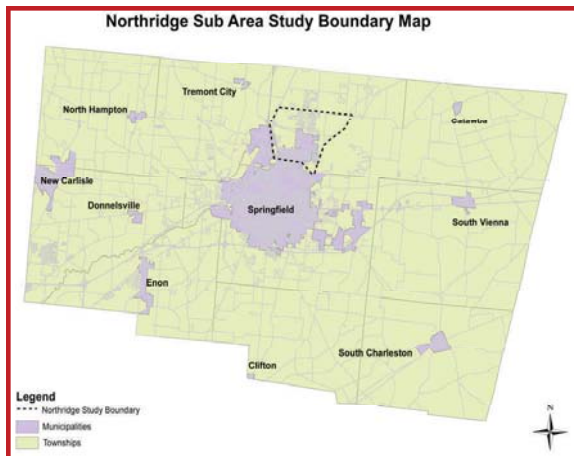 Northridge Sub Area Study Boundary Map
Tremont City
North Hampton
Catawba
New Carlisle
Donnelsville
Springfield
South Vienna
Enon
South Charleston
Clifton
Legend
Northridge Study Boundary
Municipalities
Townships
N